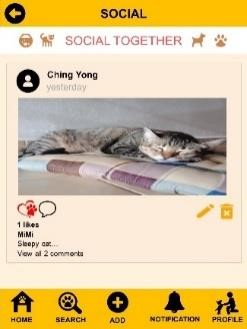 SOCIAL
SOCIAL TOGETHER
Ching Yong
yesterday
1 likes
MiMi
Sleepy cat...
View all 2 comments
HOME SEARCH ADD NOTIFICATION PROFILE